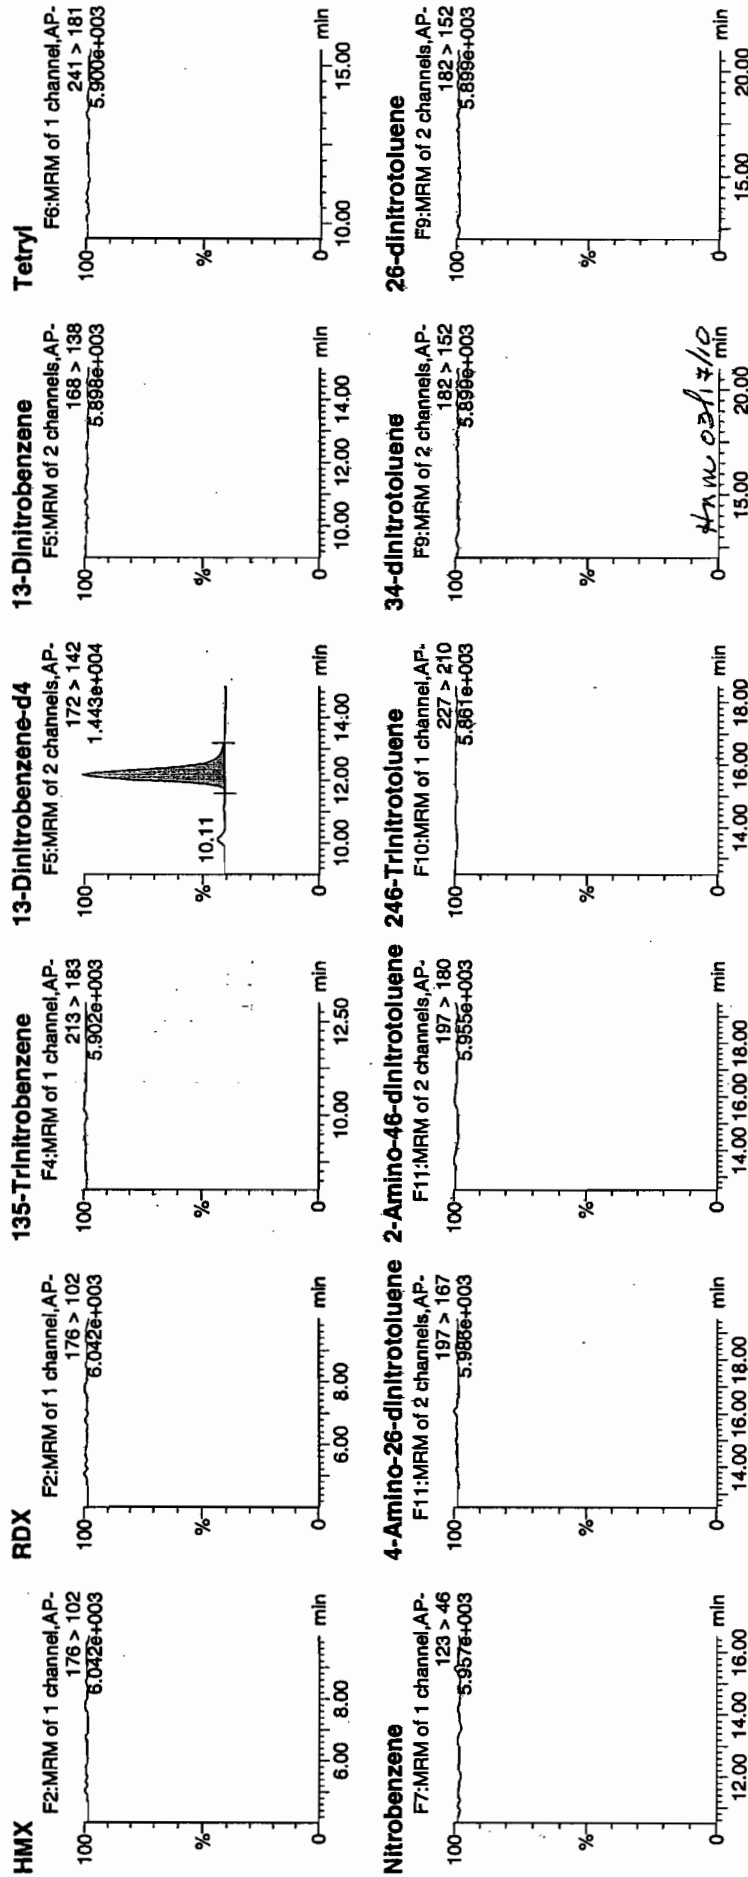 HMX
F2:MRM of 1 channel,AP-
176 > 102
6.042e+003
100
%
0
6.00 8.00 min
RDX
F2:MRM of 1 channel,AP-
176 > 102
6.042e+003
100
%
0
6.00 8.00 min
135-Trinitrobenzene
F4:MRM of 1 channel,AP-
213 > 183
5.902e+003
100
%
0
10.00 12.50 min
13-Dinitrobenzene-d4
F5:MRM of 2 channels,AP-
172 > 142
1.443e+004
100
10.11
%
0
10.00 12.00 14.00 min
13-Dinitrobenzene
F5:MRM of 2 channels,AP-
168 > 138
5.898e+003
100
%
0
10.00 12.00 14.00 min
Tetryl
F6:MRM of 1 channel,AP-
241 > 181
5.900e+003
100
%
0
10.00 15.00 min
Nitrobenzene
F7:MRM of 1 channel,AP-
123 > 46
5.957e+003
100
%
0
12.00 14.00 16.00 min
4-Amino-26-dinitrotoluene
F11:MRM of 2 channels,AP-
197 > 167
5.986e+003
100
%
0
14.00 16.00 18.00 min
2-Amino-46-dinitrotoluene
F11:MRM of 2 channels,AP-
197 > 180
5.955e+003
100
%
0
14.00 16.00 18.00 min
246-Trinitrotoluene
F10:MRM of 1 channel,AP-
227 > 210
5.861e+003
100
%
0
14.00 16.00 18.00 min
34-dinitrotoluene
F9:MRM of 2 channels,AP-
182 > 152
5.899e+003
100
%
0
15.00 20.00 min
03/17/10
26-dinitrotoluene
F9:MRM of 2 channels,AP-
182 > 152
5.899e+003
100
%
0
15.00 20.00 min